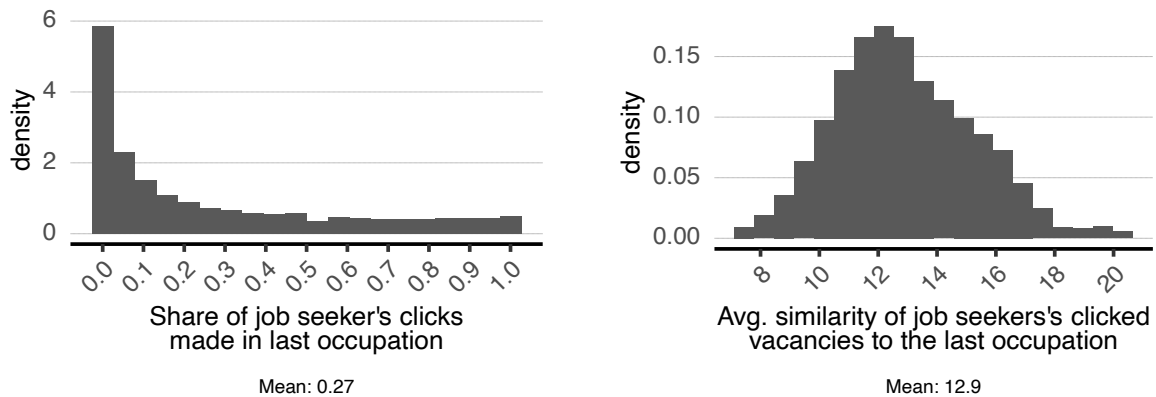 6
4
2
0
density
0.0 0.1 0.2 0.3 0.4 0.5 0.6 0.7 0.8 0.9 1.0
Share of job seeker's clicks
made in last occupation
Mean: 0.27
0.15
0.10
0.05
0.00
density
8 10 12 14 16 18 20
Avg. similarity of job seekers's clicked
vacancies to the last occupation
Mean: 12.9